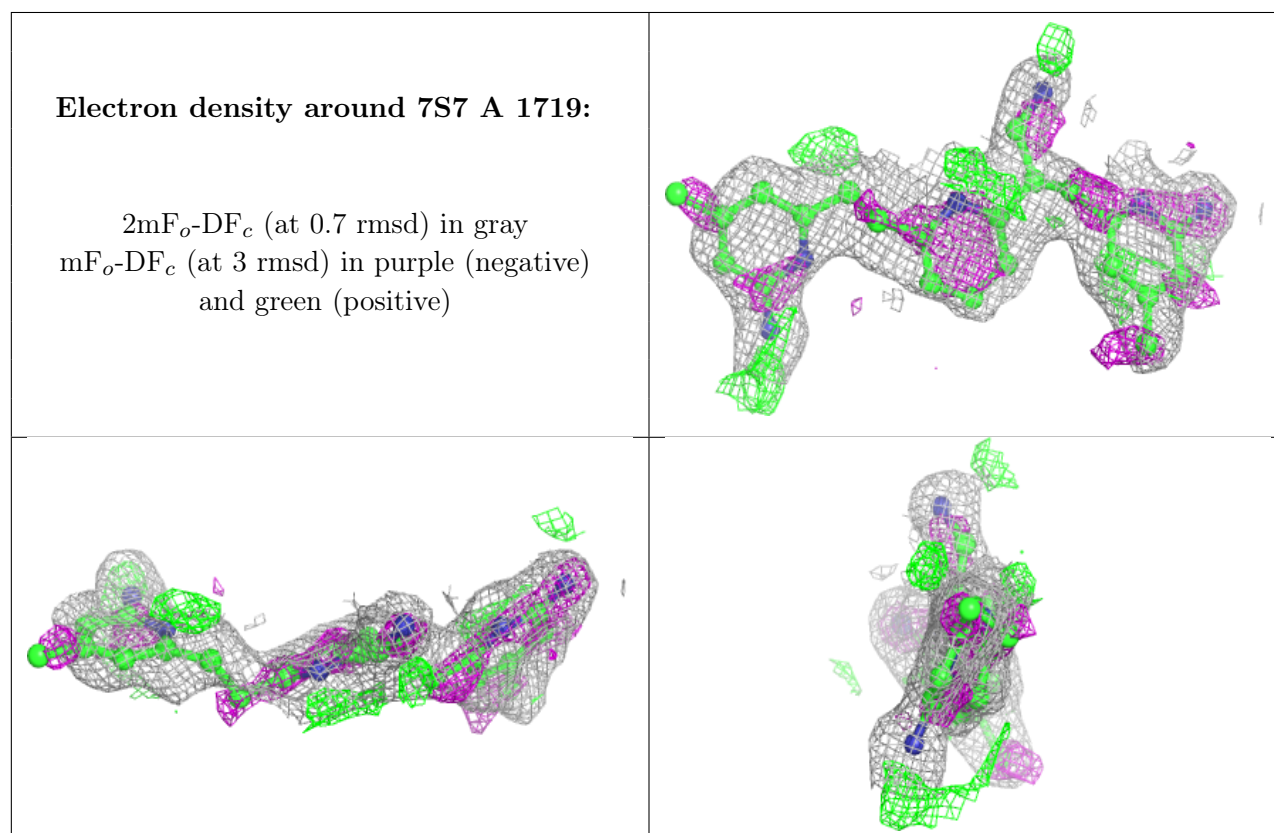 Electron density around 7S7 A 1719:
2mFo-DFc (at 0.7 rmsd) in gray
mFo-DFc (at 3 rmsd) in purple (negative)
and green (positive)